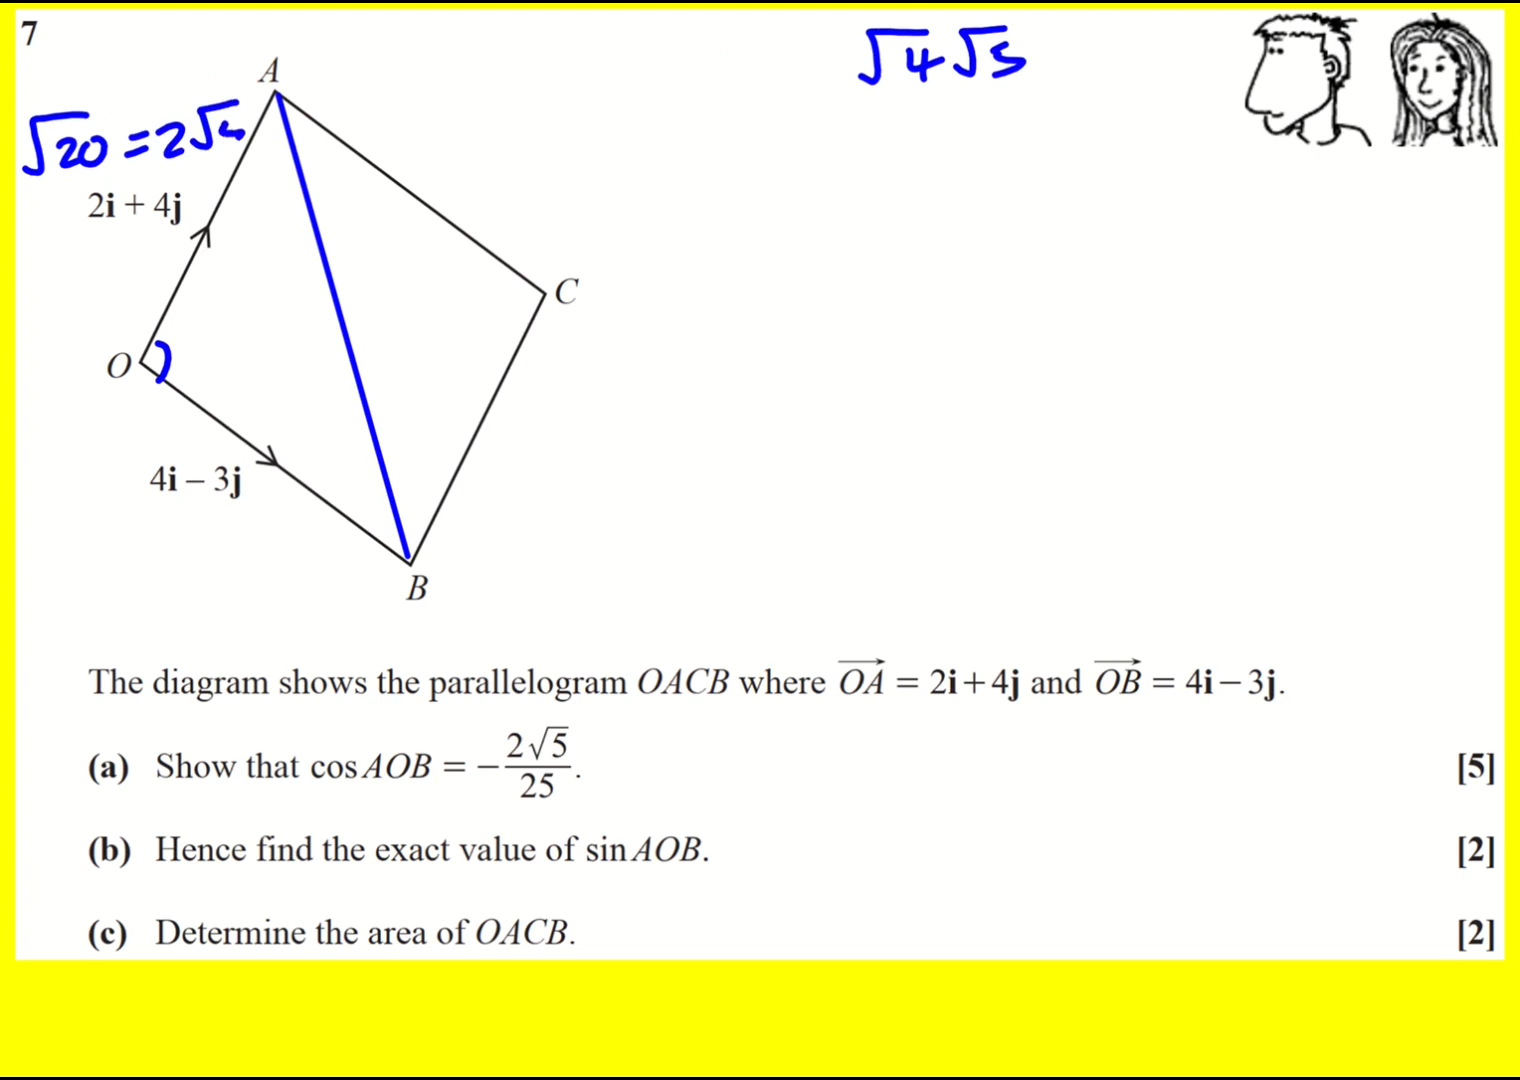 7
√4√5
A
√20 = 2√5
2i + 4j
C
O
4i – 3j
B
The diagram shows the parallelogram OACB where OA⃗ = 2i + 4j and OB⃗ = 4i – 3j.
(a) Show that cos AOB = –2√5/25. [5]
(b) Hence find the exact value of sin AOB. [2]
(c) Determine the area of OACB. [2]